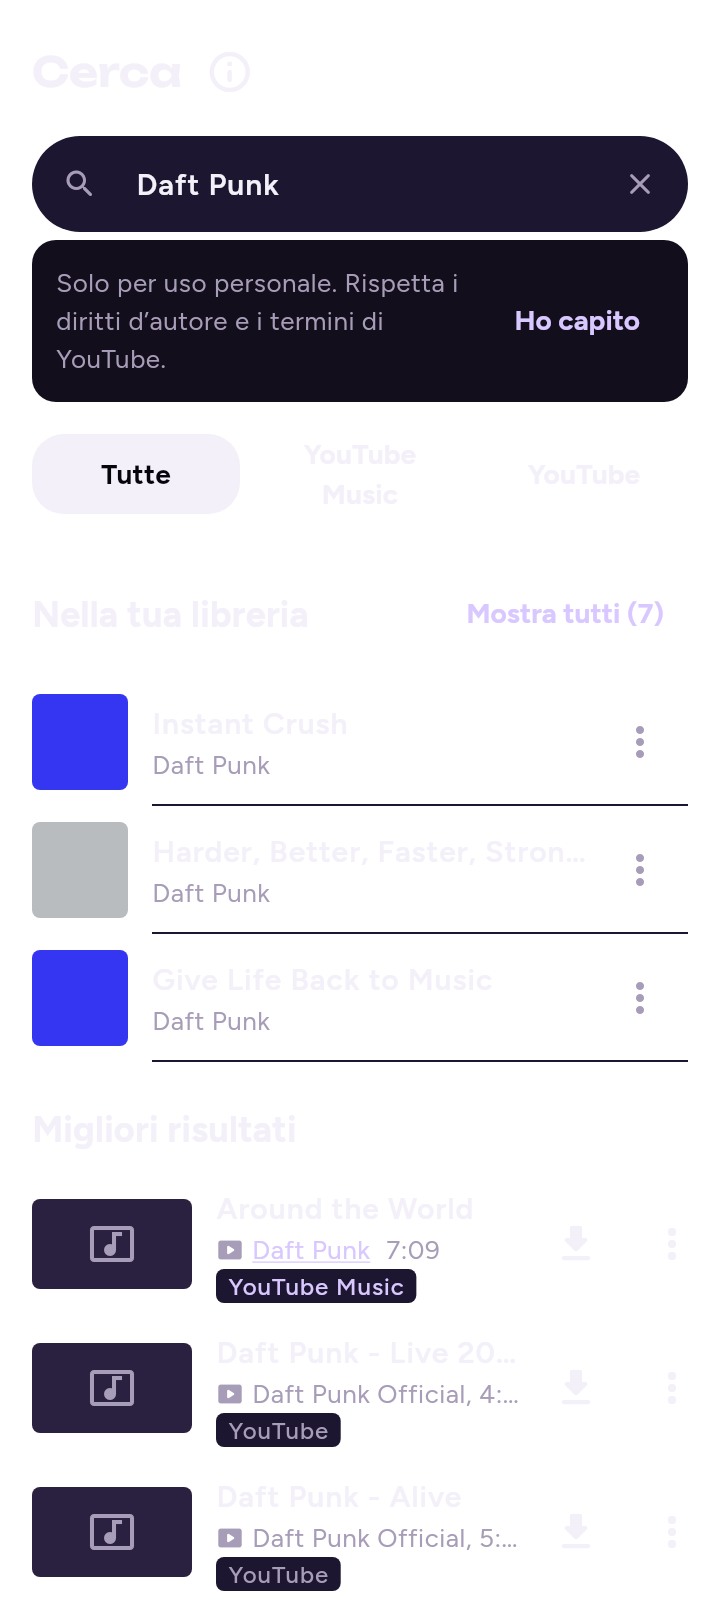 Cerca
Daft Punk
Solo per uso personale. Rispetta i
diritti d’autore e i termini di
YouTube.
Ho capito
Tutte
YouTube
Music
YouTube
Nella tua libreria
Mostra tutti (7)
Instant Crush
Daft Punk
Harder, Better, Faster, Stron...
Daft Punk
Give Life Back to Music
Daft Punk
Migliori risultati
Around the World
Daft Punk 7:09
YouTube Music
Daft Punk - Live 20...
Daft Punk Official, 4:...
YouTube
Daft Punk - Alive
Daft Punk Official, 5:...
YouTube